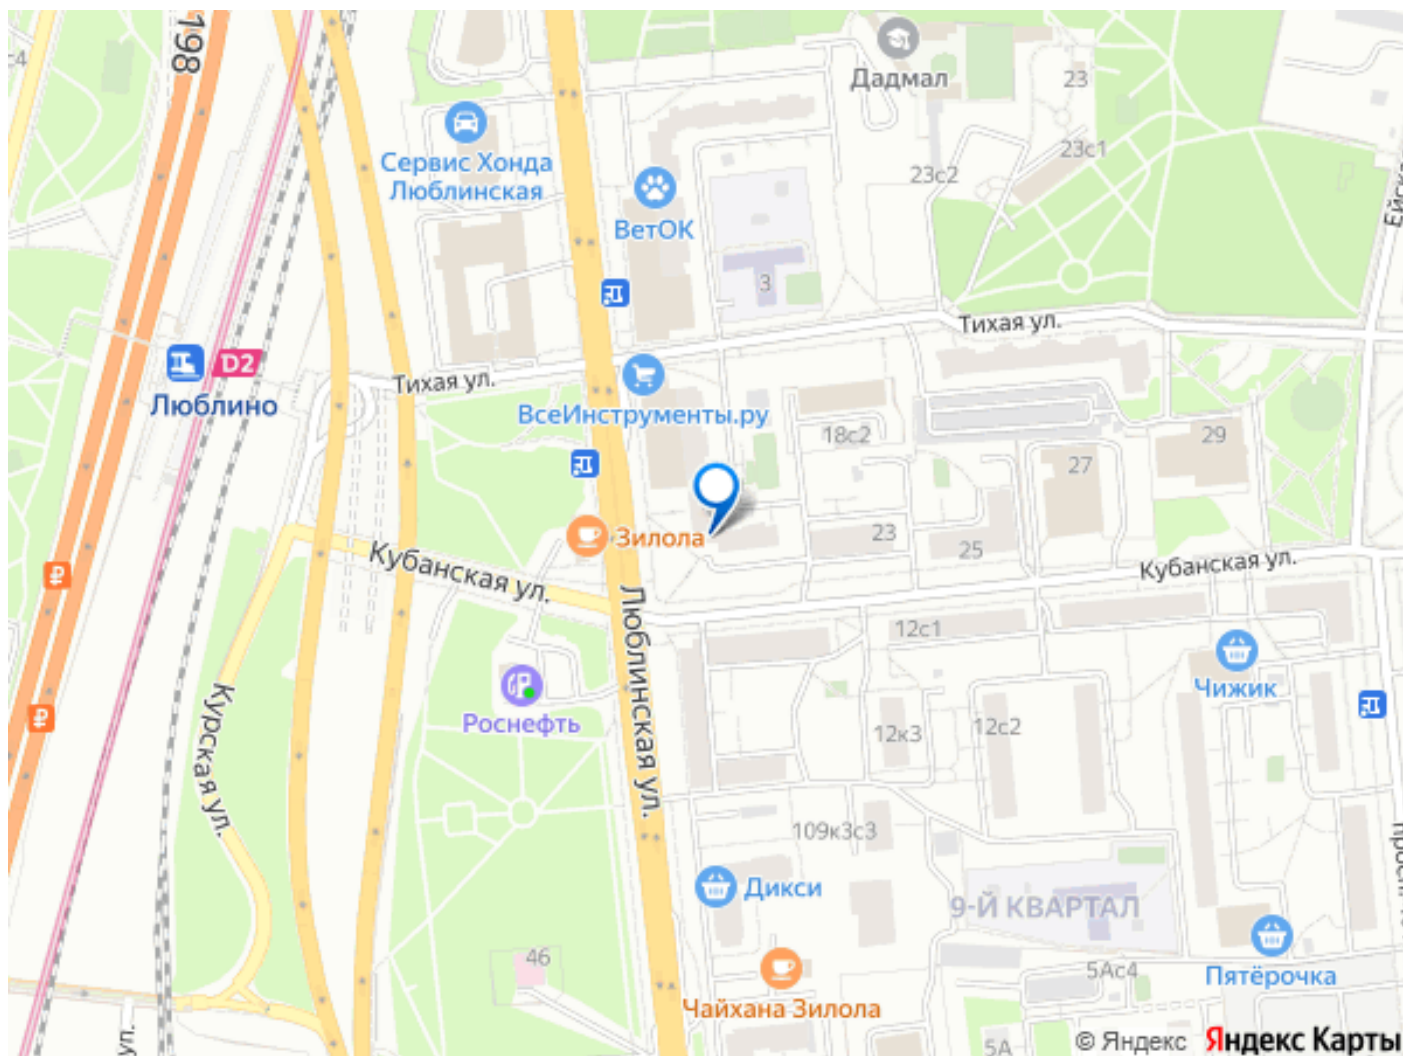 198
Дадмал
23
Сервис Хонда
Люблинская
23с1
23с2
ВетОК
3
Тихая ул.
D2
Люблино
Тихая ул.
ВсеИнструменты.ру
18с2
29
27
Зилола
23
25
Кубанская ул.
Кубанская ул.
Люблинская ул.
12с1
Чижик
Роснефть
Курская ул.
12к3
12с2
109к3с3
Дикси
9-Й КВАРТАЛ
46
5Ас4
Пятёрочка
Чайхана Зилола
ул.
5А
© Яндекс Яндекс Карты